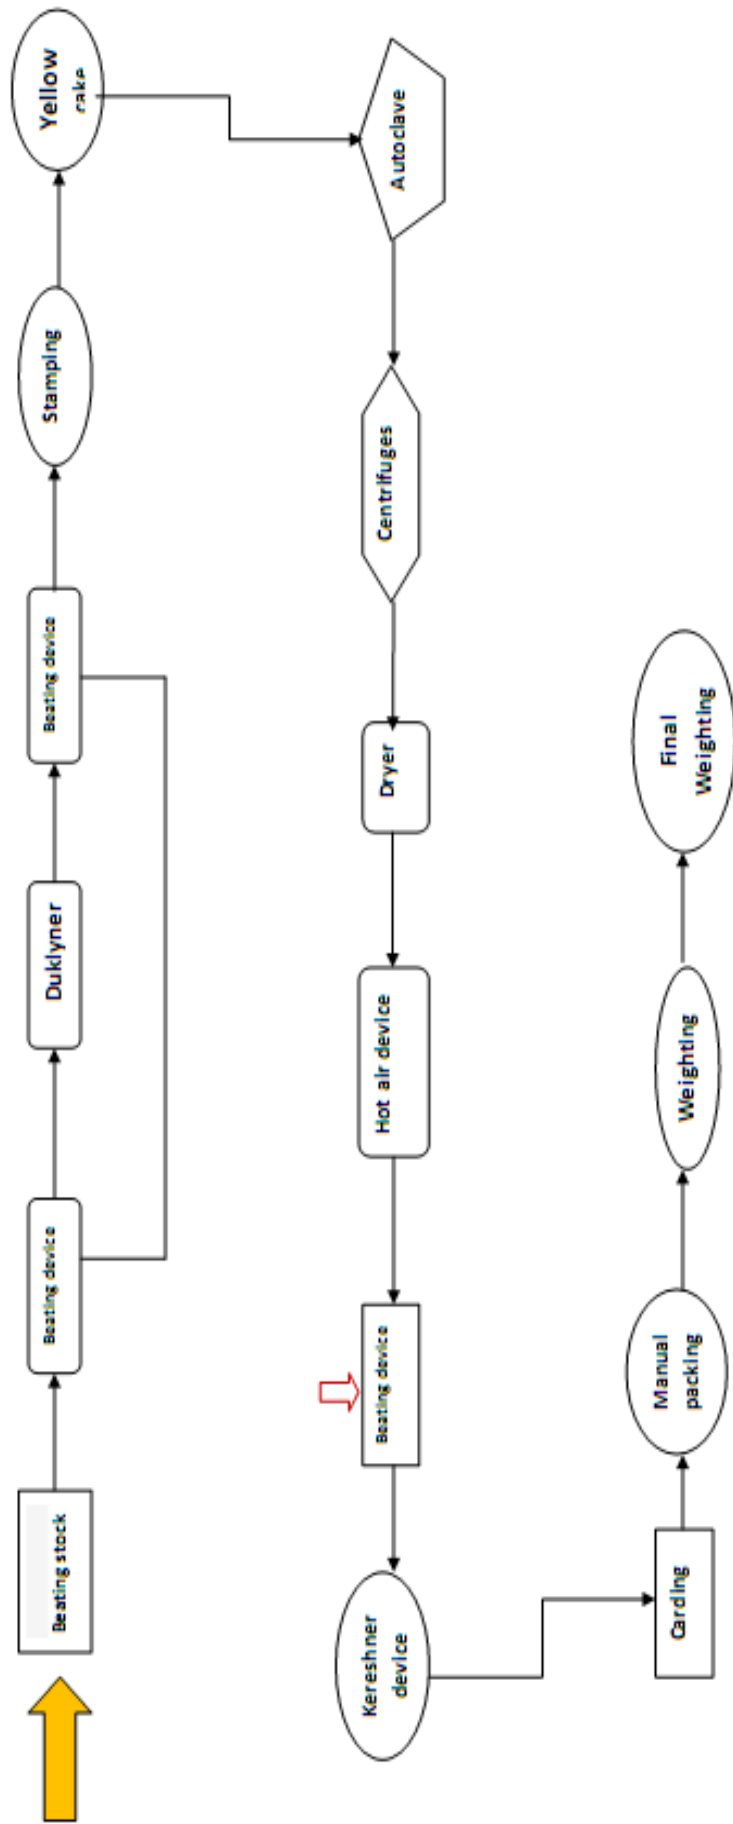 Beating stock
Beating device
Duklyner
Beating device
Stamping
Yellow
cake
Autoclave
Centrifuges
Dryer
Hot air device
Beating device
Kereshner
device
Carding
Manual
packing
Weighting
Final
Weighting